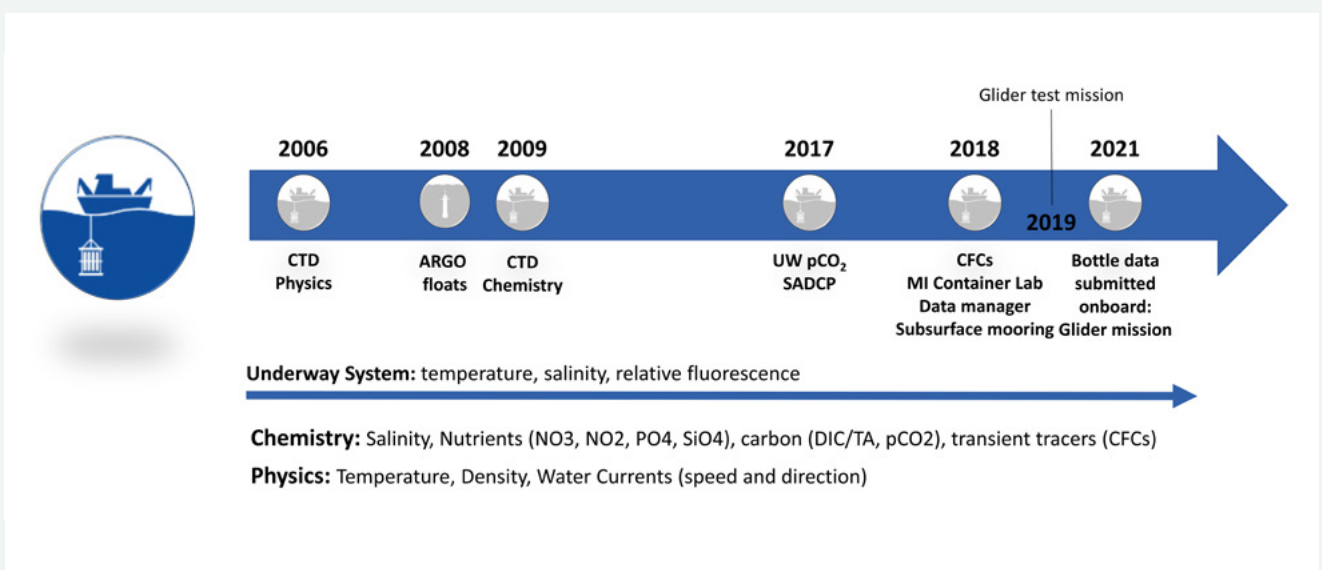 Glider test mission
2006
2008
2009
2017
2018
2021
2019
CTD
Physics
ARGO
floats
CTD
Chemistry
UW pCO₂
SADCP
CFCs
MI Container Lab
Data manager
Subsurface mooring
Bottle data
submitted
onboard:
Glider mission
Underway System: temperature, salinity, relative fluorescence
Chemistry: Salinity, Nutrients (NO3, NO2, PO4, SiO4), carbon (DIC/TA, pCO2), transient tracers (CFCs)
Physics: Temperature, Density, Water Currents (speed and direction)